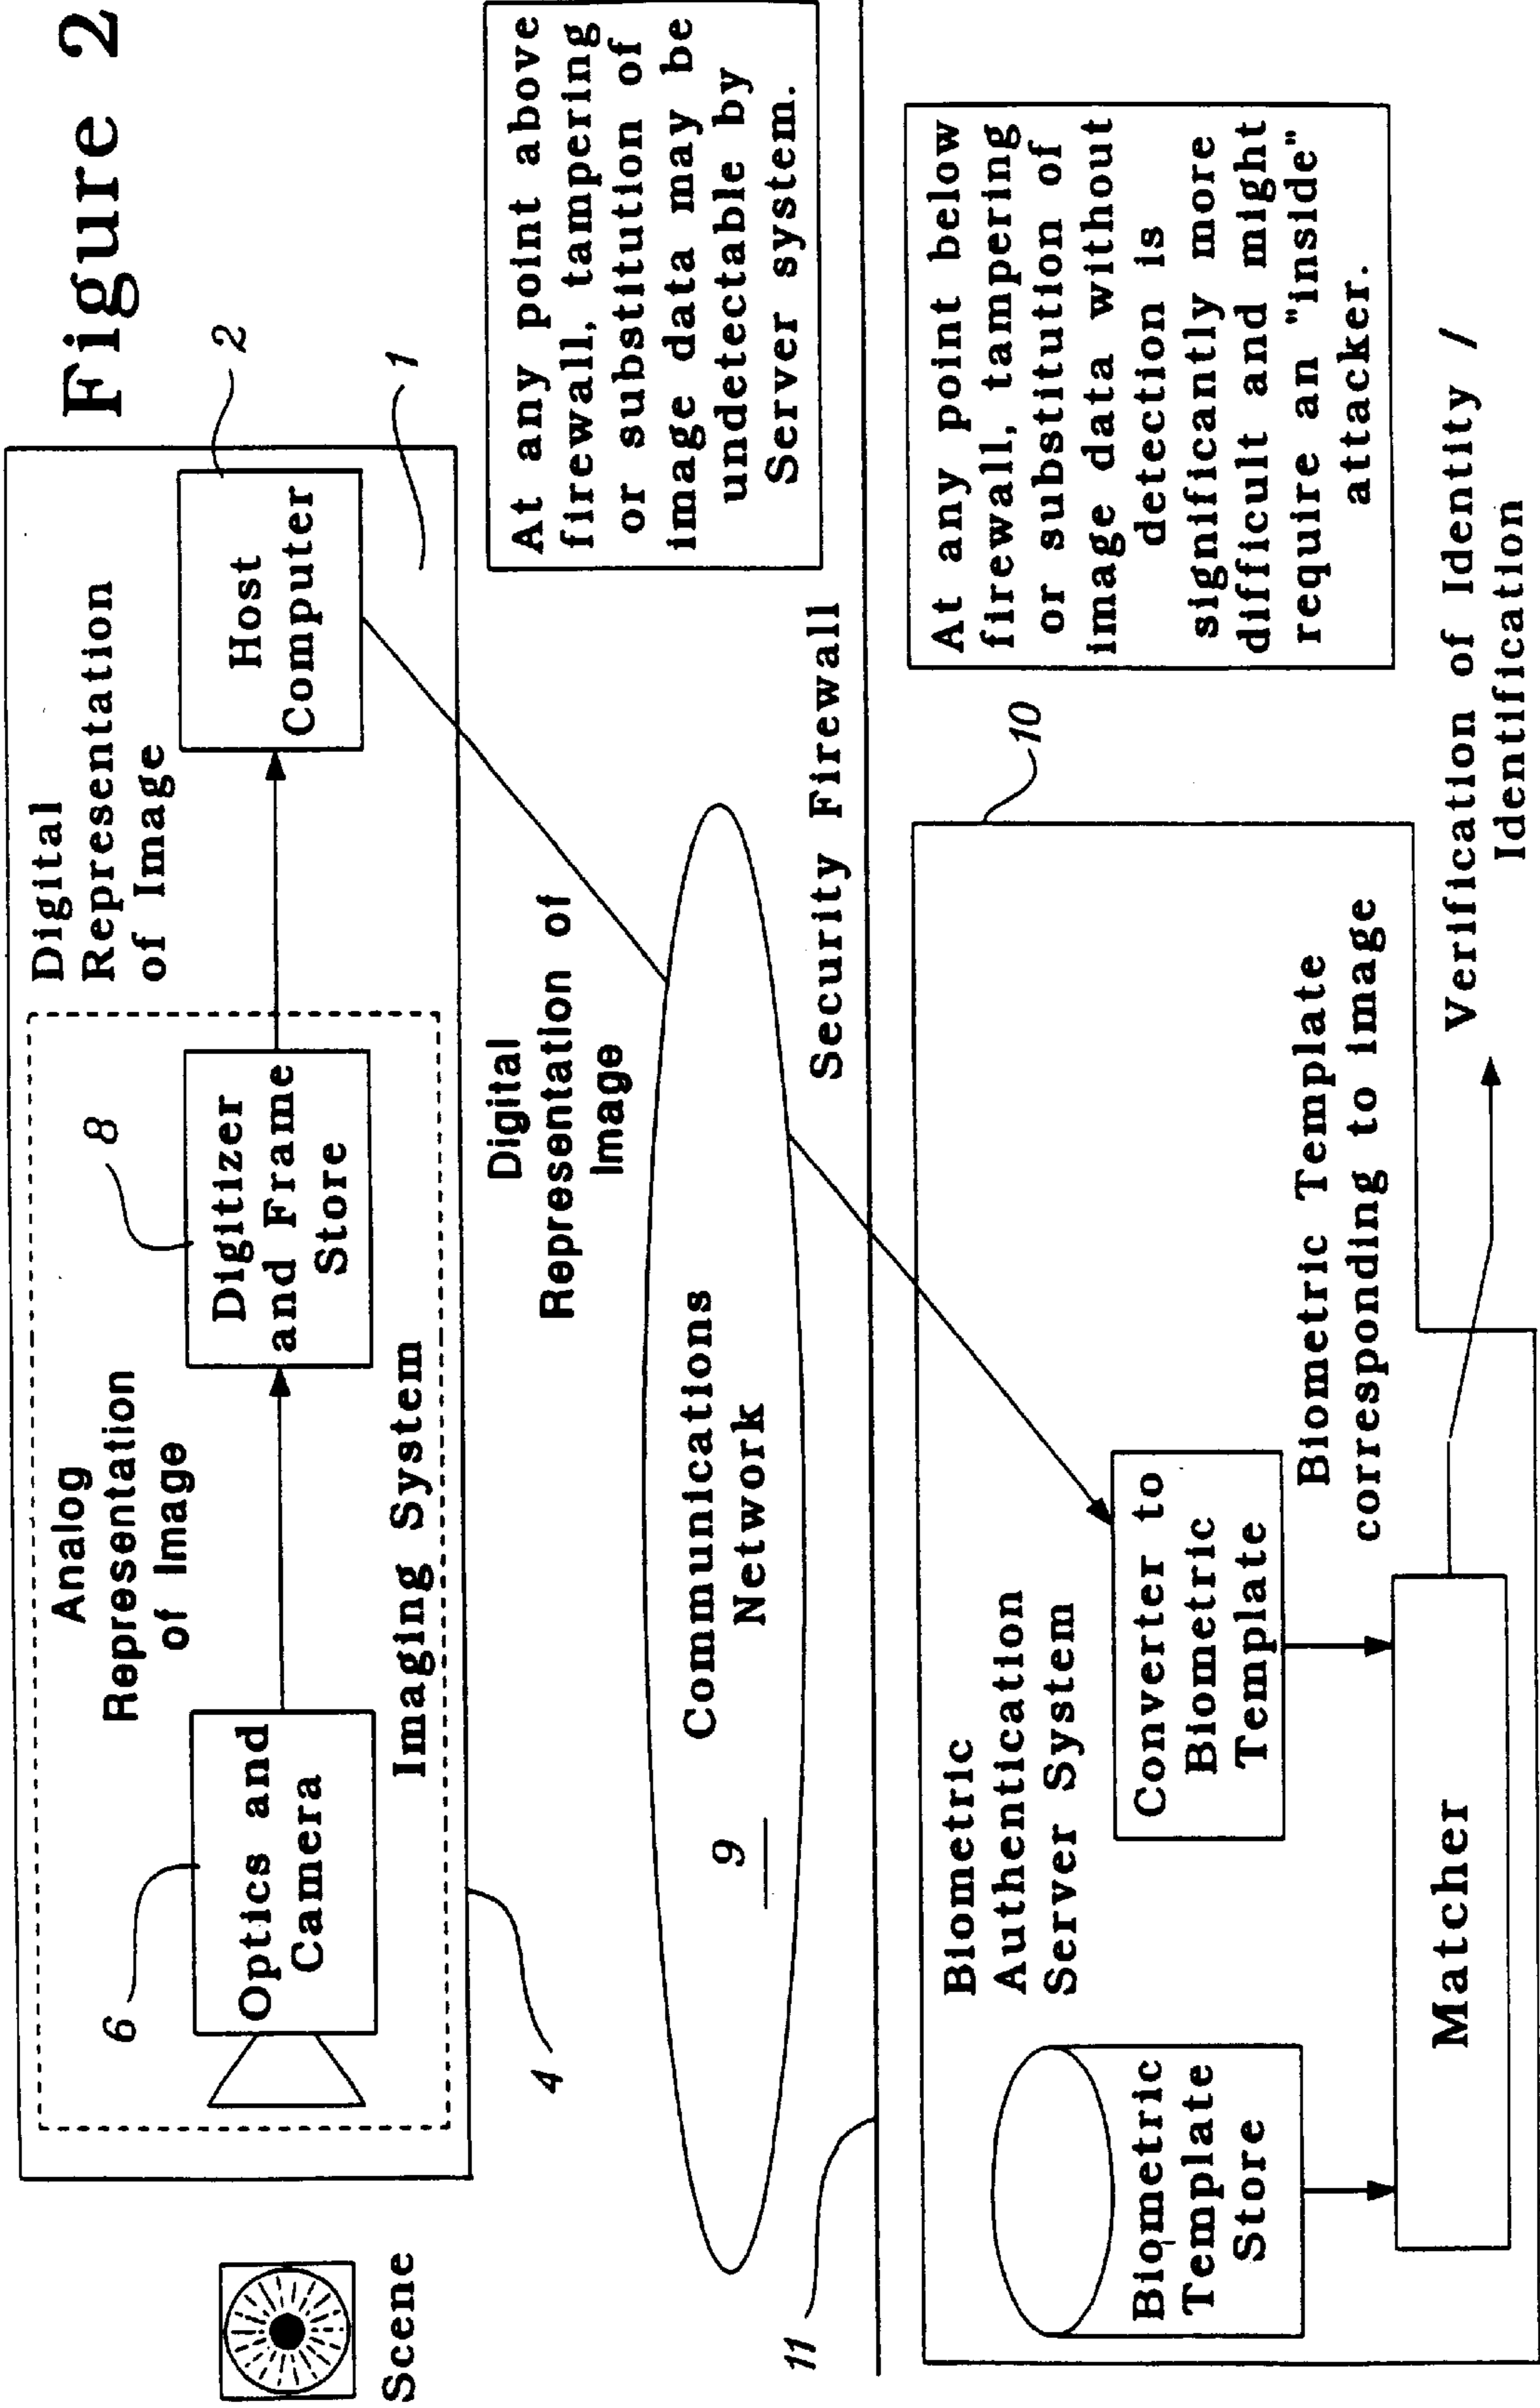 Figure 2
Digital
Representation
of Image
2
Host
Computer
1
Analog
Representation
of Image
8
Digitizer
and Frame
Store
6
Optics and
Camera
Imaging System
4
Scene
Digital
Representation of
Image
At any point above
firewall, tampering
or substitution of
image data may be
undetectable by
Server system.
Communications
Network
9
Security Firewall
11
At any point below
firewall, tampering
or substitution of
image data without
detection is
significantly more
difficult and might
require an "inside"
attacker.
10
Biometric
Authentication
Server System
Converter to
Biometric
Template
Biometric
Template
Store
Biometric Template
corresponding to image
Matcher
Verification of Identity /
Identification